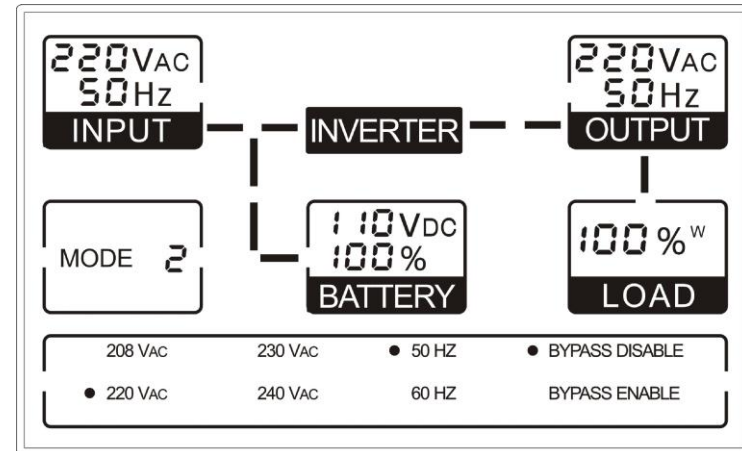 220VAC
50Hz
INPUT
INVERTER
220VAC
50Hz
OUTPUT
MODE 2
110VDC
100%
BATTERY
100%W
LOAD
208 VAC 230 VAC ● 50 HZ ● BYPASS DISABLE
● 220 VAC 240 VAC 60 HZ BYPASS ENABLE